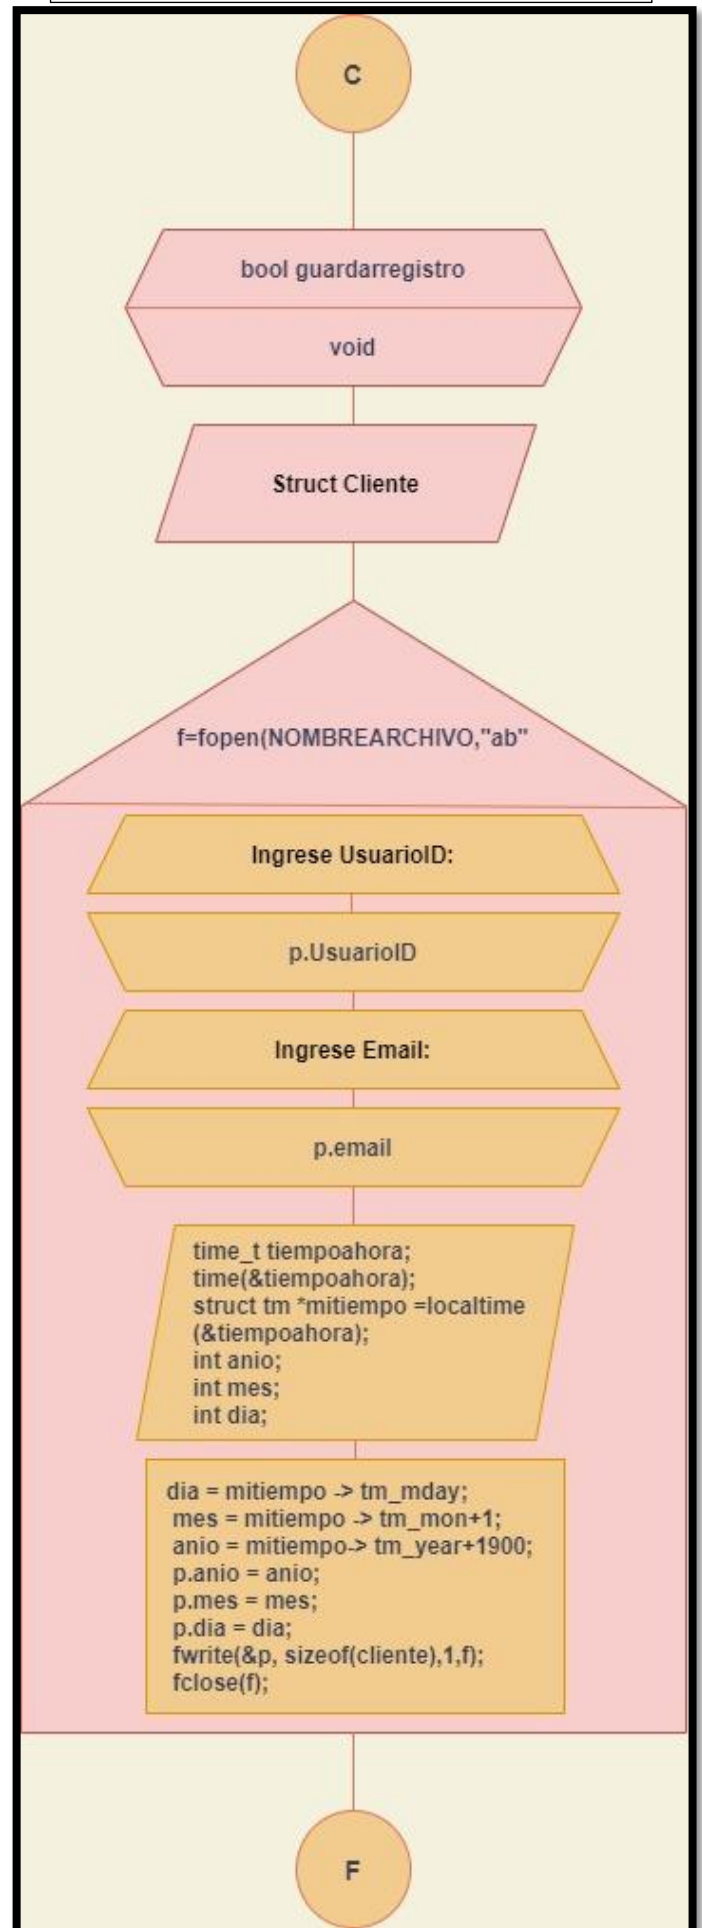 C
bool guardarregistro
void
Struct Cliente
f=fopen(NOMBREARCHIVO,"ab"
Ingrese UsuarioID:
p.UsuarioID
Ingrese Email:
p.email
time_t tiempoahora;
time(&tiempoahora);
struct tm *mitiempo =localtime
(&tiempoahora);
int anio;
int mes;
int dia;
dia = mitiempo -> tm_mday;
mes = mitiempo -> tm_mon+1;
anio = mitiempo-> tm_year+1900;
p.anio = anio;
p.mes = mes;
p.dia = dia;
fwrite(&p, sizeof(cliente),1,f);
fclose(f);
F